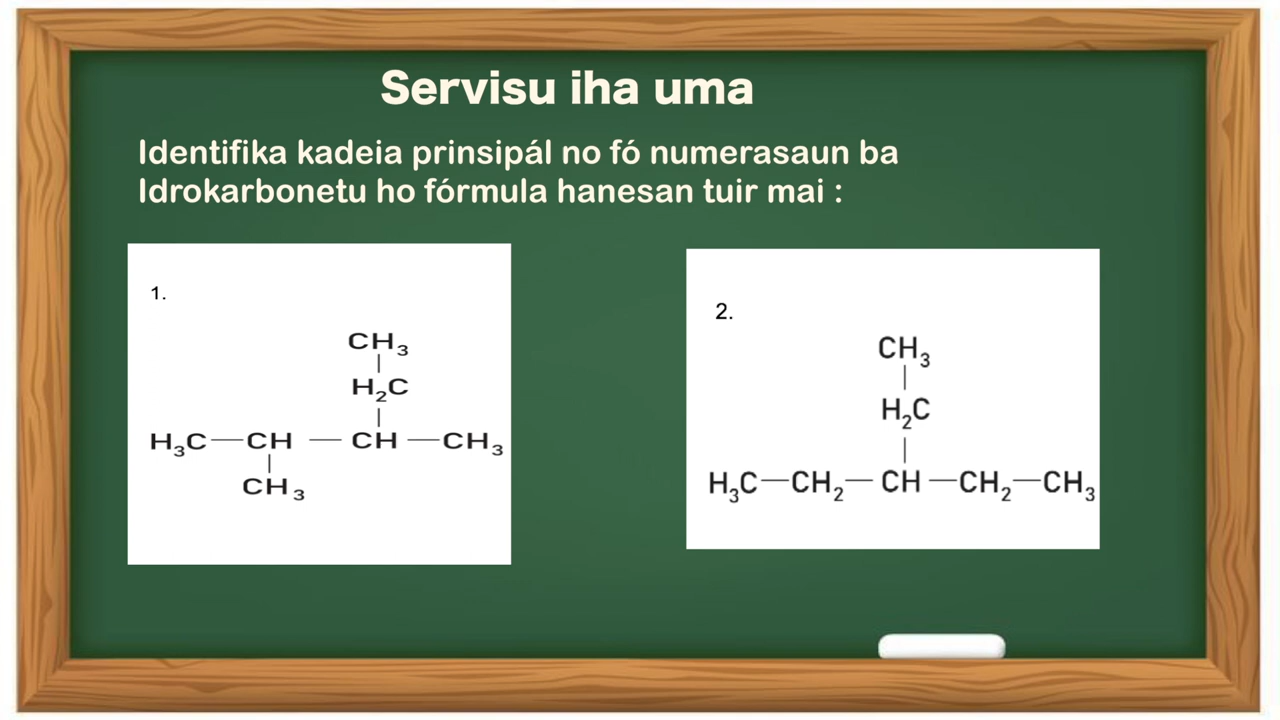 Servisu iha uma
Identifika kadeia prinsipál no fó numerasaun ba
Idrokarbonetu ho fórmula hanesan tuir mai :
1.
CH₃
|
H₂C
|
H₃C—CH — CH —CH₃
|
CH₃
2.
CH₃
|
H₂C
|
H₃C—CH₂— CH —CH₂—CH₃